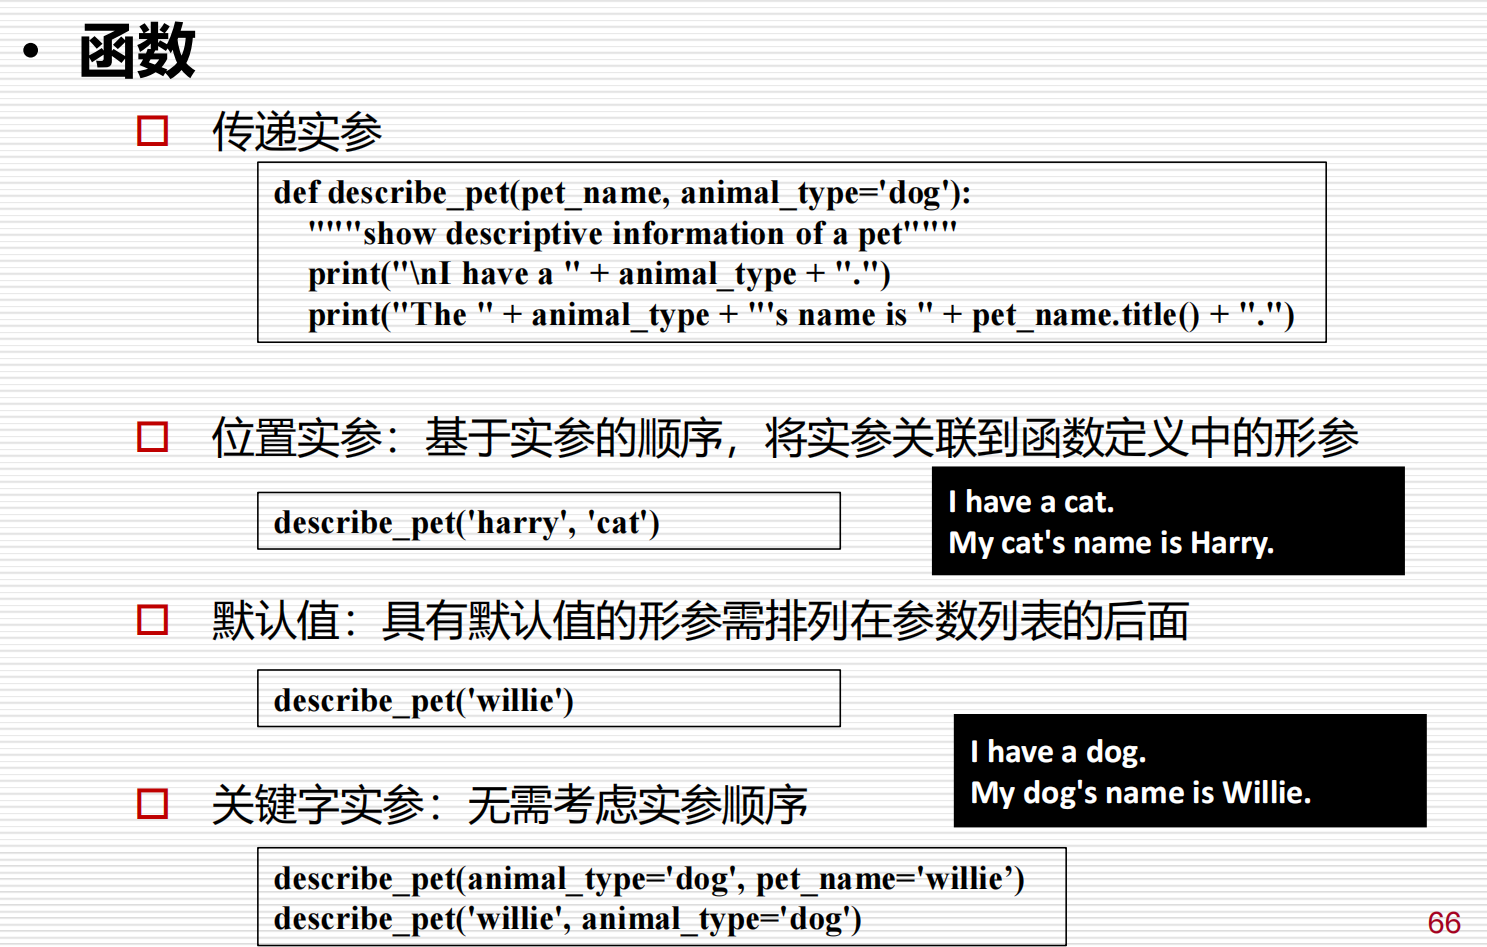 • 函数
传递实参
def describe_pet(pet_name, animal_type='dog'):
"""show descriptive information of a pet"""
print("\nI have a " + animal_type + ".")
print("The " + animal_type + "'s name is " + pet_name.title() + ".")
位置实参：基于实参的顺序，将实参关联到函数定义中的形参
describe_pet('harry', 'cat')
I have a cat.
My cat's name is Harry.
默认值：具有默认值的形参需排列在参数列表的后面
describe_pet('willie')
I have a dog.
My dog's name is Willie.
关键字实参：无需考虑实参顺序
describe_pet(animal_type='dog', pet_name='willie’)
describe_pet('willie', animal_type='dog')
66